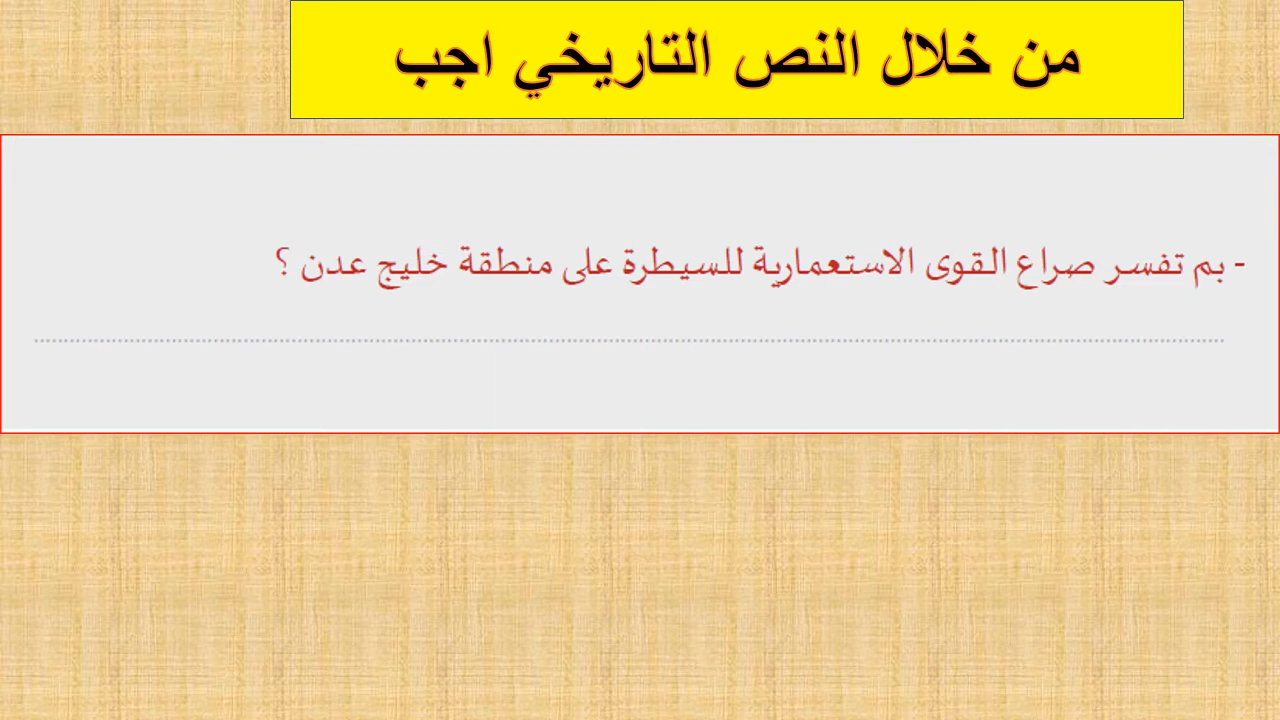 من خلال النص التاريخي اجب
- بم تفسر صراع القوى الاستعمارية للسيطرة على منطقة خليج عدن ؟